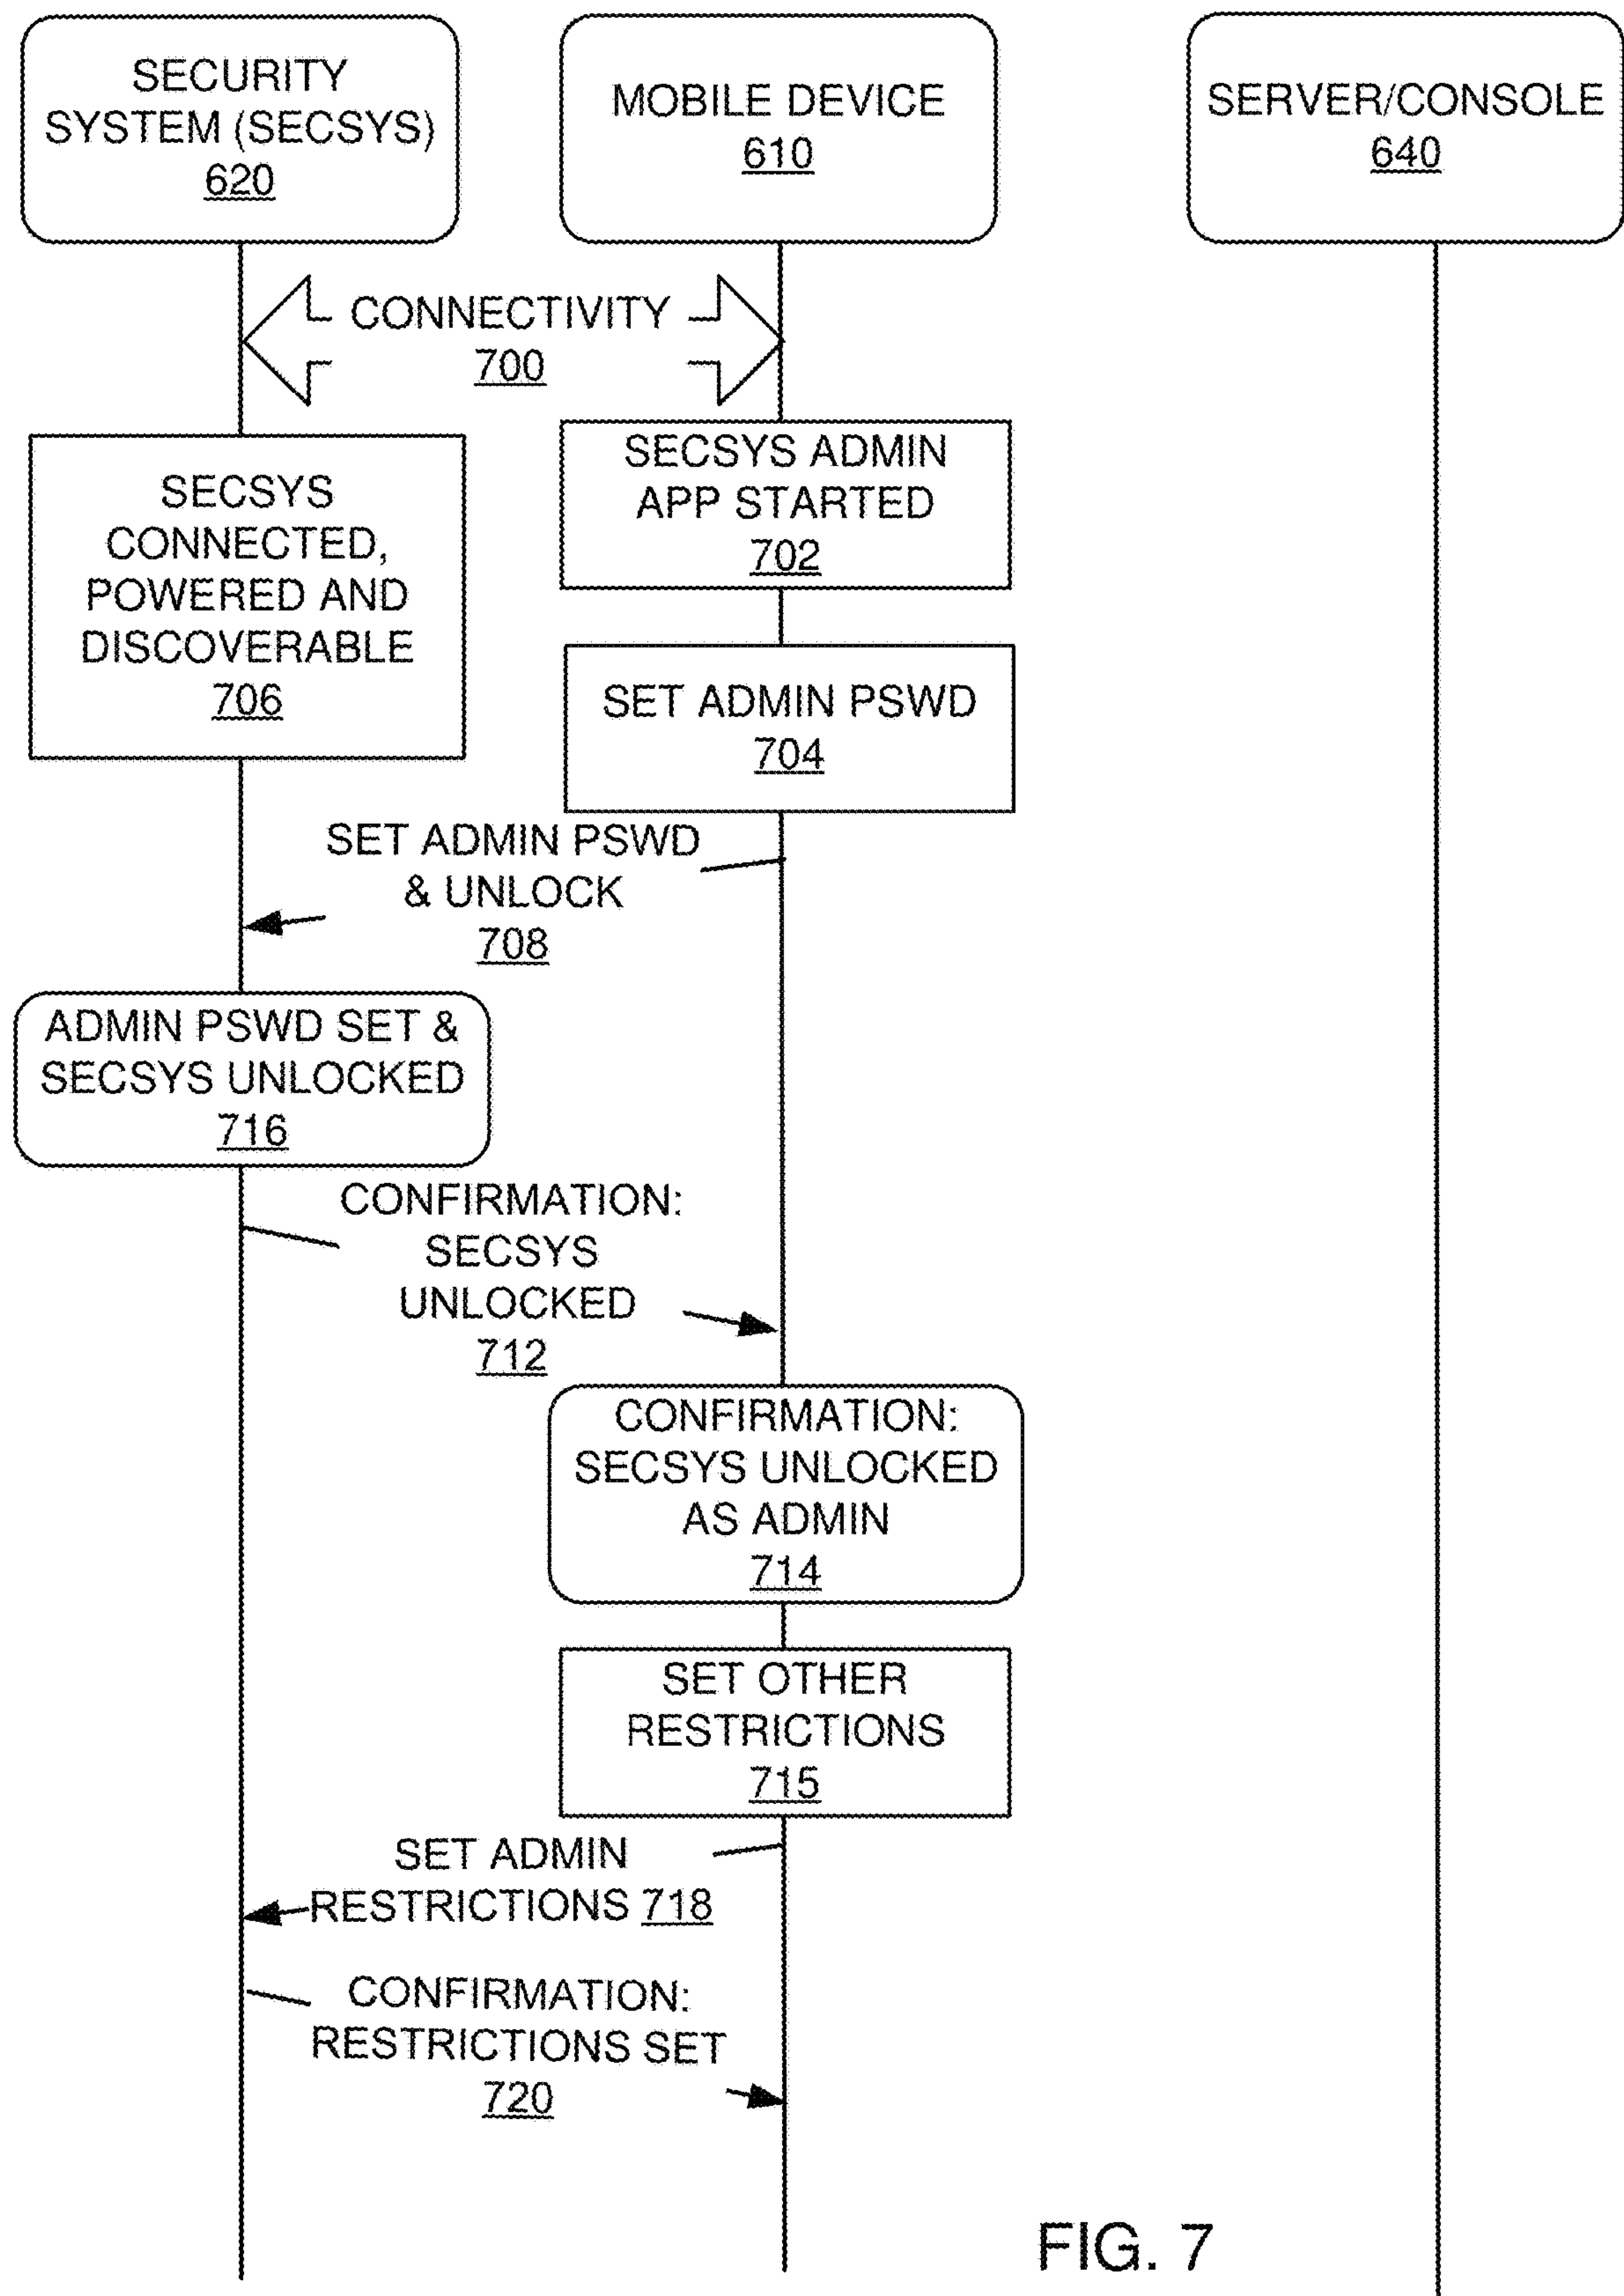 SECURITY
SYSTEM (SECSYS)
620
MOBILE DEVICE
610
SERVER/CONSOLE
640
CONNECTIVITY
700
SECSYS
CONNECTED,
POWERED AND
DISCOVERABLE
706
SECSYS ADMIN
APP STARTED
702
SET ADMIN PSWD
704
SET ADMIN PSWD
& UNLOCK
708
ADMIN PSWD SET &
SECSYS UNLOCKED
716
CONFIRMATION:
SECSYS
UNLOCKED
712
CONFIRMATION:
SECSYS UNLOCKED
AS ADMIN
714
SET OTHER
RESTRICTIONS
715
SET ADMIN
RESTRICTIONS 718
CONFIRMATION:
RESTRICTIONS SET
720
FIG. 7